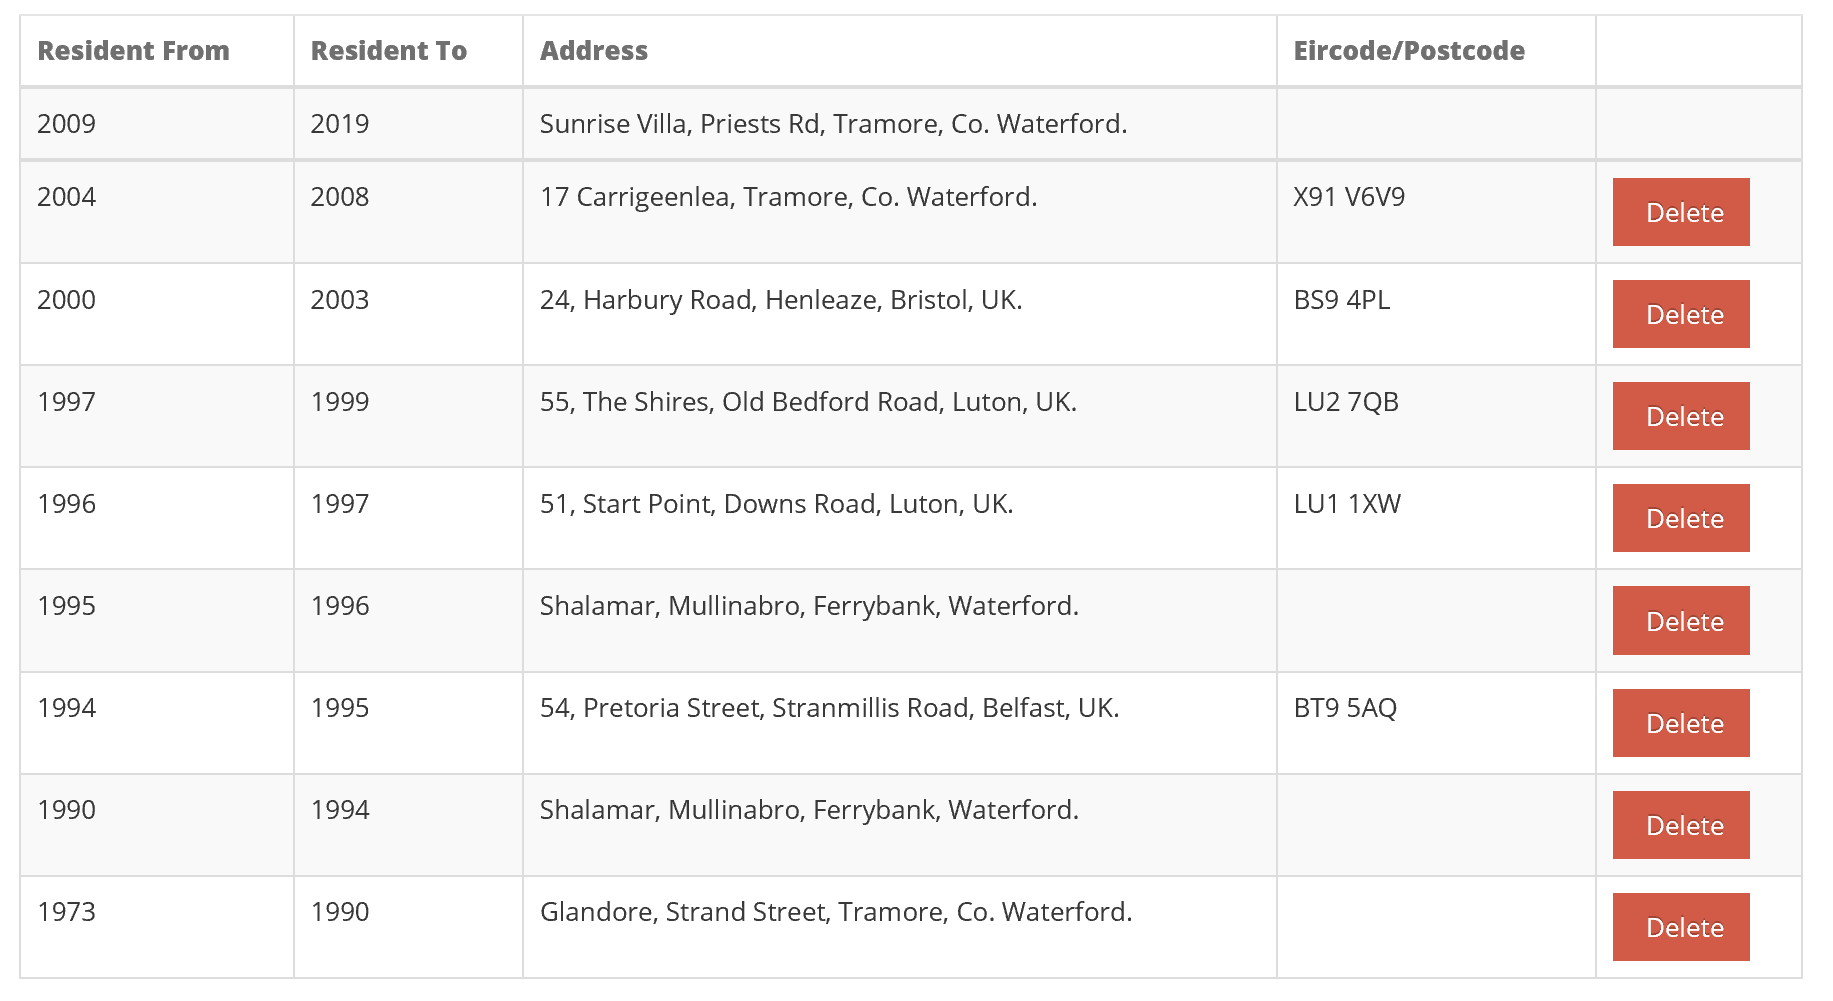 Resident From Resident To Address Eircode/Postcode
2009 2019 Sunrise Villa, Priests Rd, Tramore, Co. Waterford.
2004 2008 17 Carrigeenlea, Tramore, Co. Waterford. X91 V6V9 Delete
2000 2003 24, Harbury Road, Henleaze, Bristol, UK. BS9 4PL Delete
1997 1999 55, The Shires, Old Bedford Road, Luton, UK. LU2 7QB Delete
1996 1997 51, Start Point, Downs Road, Luton, UK. LU1 1XW Delete
1995 1996 Shalamar, Mullinabro, Ferrybank, Waterford. Delete
1994 1995 54, Pretoria Street, Stranmillis Road, Belfast, UK. BT9 5AQ Delete
1990 1994 Shalamar, Mullinabro, Ferrybank, Waterford. Delete
1973 1990 Glandore, Strand Street, Tramore, Co. Waterford. Delete